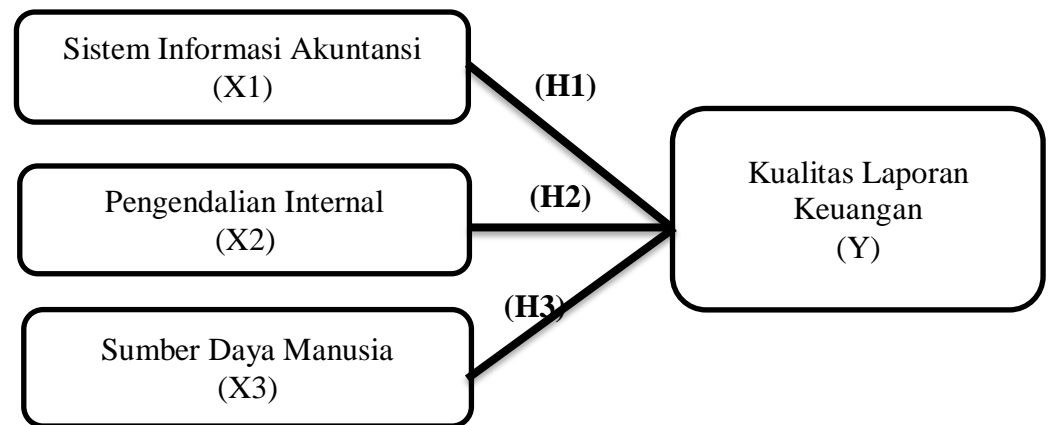 Sistem Informasi Akuntansi
(X1)
(H1)
Pengendalian Internal
(X2)
(H2)
Kualitas Laporan
Keuangan
(Y)
(H3)
Sumber Daya Manusia
(X3)